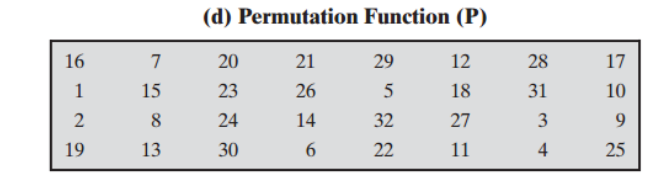 (d) Permutation Function (P)
16 7 20 21 29 12 28 17
1 15 23 26 5 18 31 10
2 8 24 14 32 27 3 9
19 13 30 6 22 11 4 25